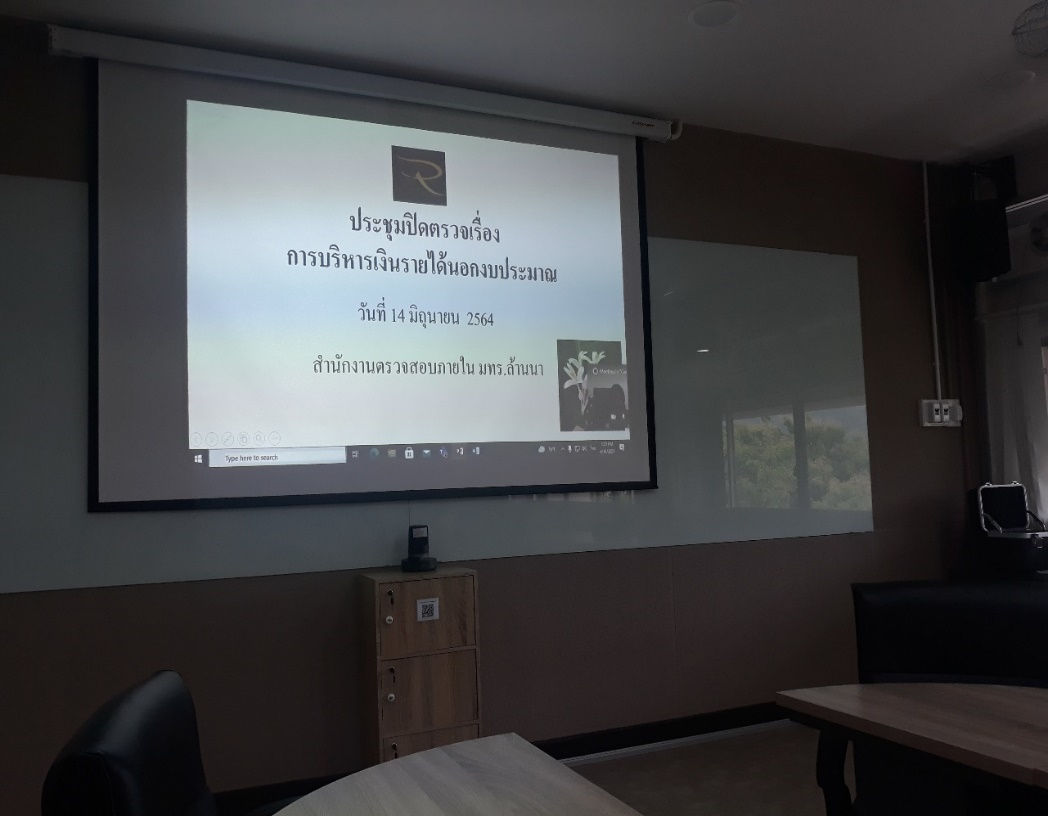 R
ประชุมปิดตรวจเรื่อง
การบริหารเงินรายได้นอกงบประมาณ
วันที่ 14 มิถุนายน 2564
สำนักงานตรวจสอบภายใน มทร.ล้านนา
Type here to search